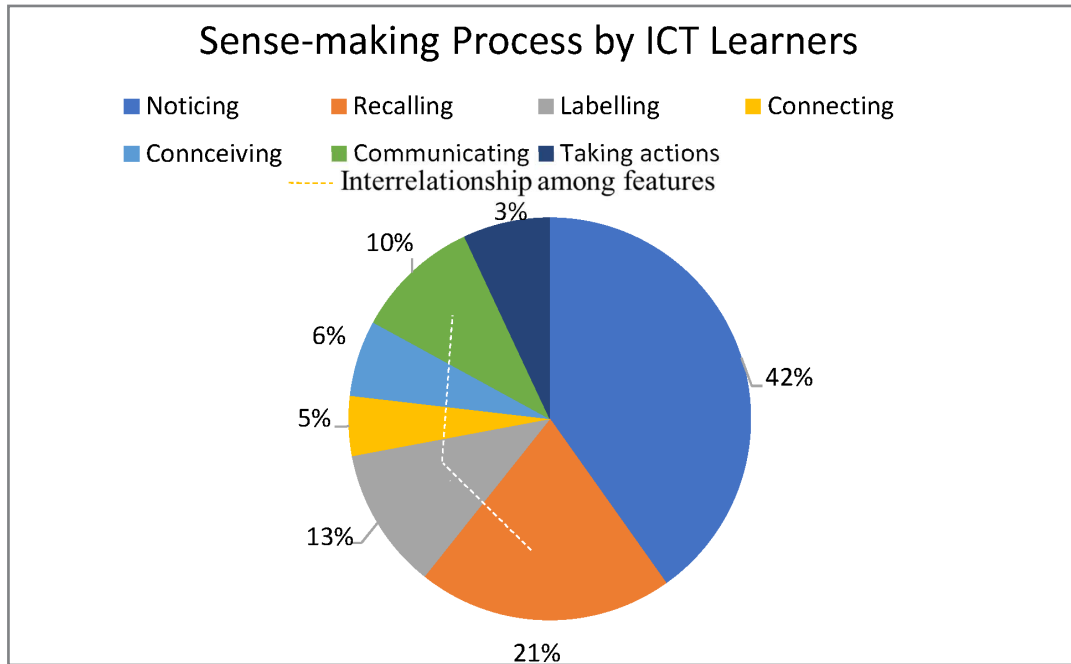 Sense-making Process by ICT Learners
Noticing Recalling Labelling Connecting
Connceiving Communicating Taking actions
Interrelationship among features
3%
10%
6%
42%
5%
13%
21%